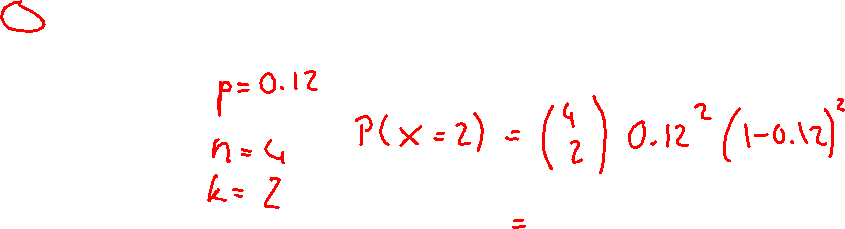 p=0.12
n=4
k=2
P(X=2) = (4 2) 0.12² (1-0.12)²
=